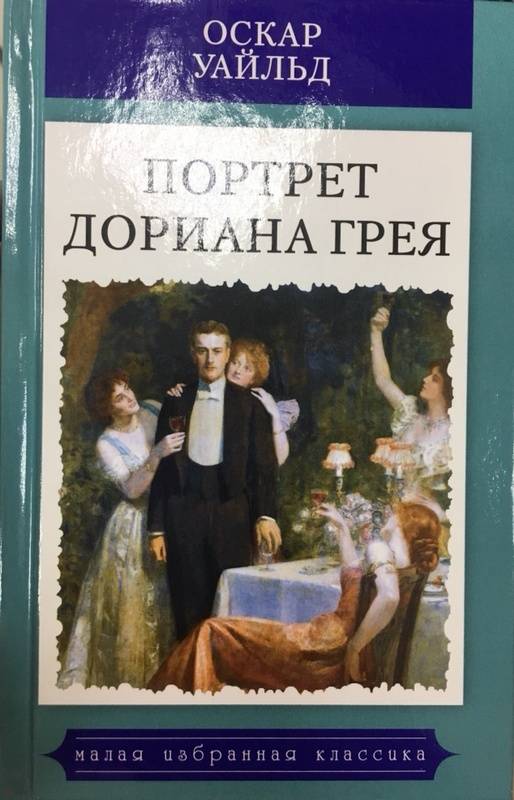 ОСКАР
УАЙЛЬД
ПОРТРЕТ
ДОРИАНА ГРЕЯ
малая избранная классика